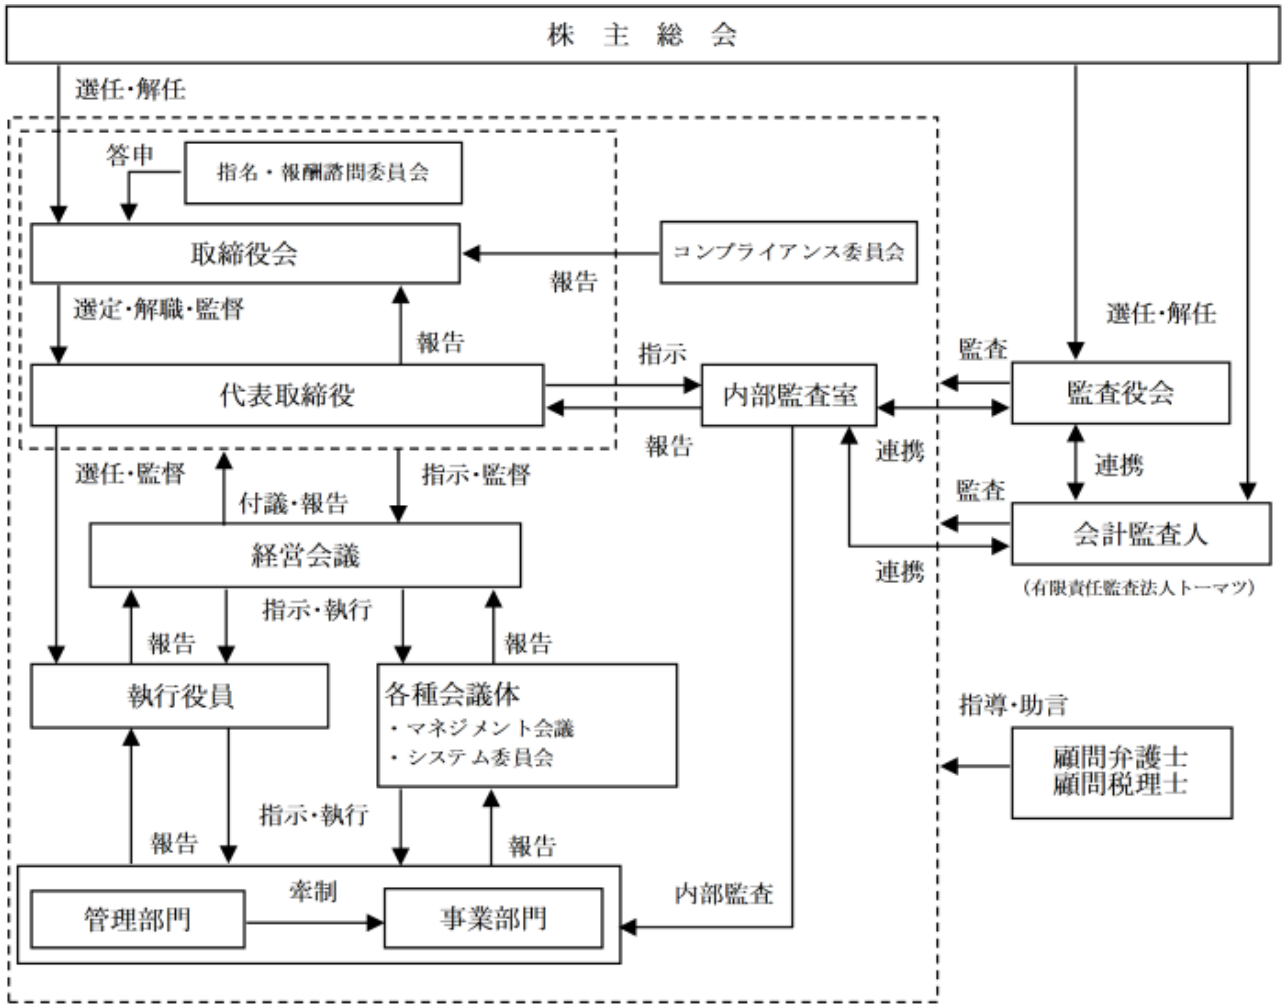 株 主 総 会
選任・解任
答申
指名・報酬諮問委員会
取締役会
コンプライアンス委員会
報告
選定・解職・監督
報告
選任・解任
指示
監査
代表取締役
内部監査室
監査役会
報告
連携
連携
選任・監督
指示・監督
付議・報告
監査
経営会議
会計監査人
連携
(有限責任監査法人トーマツ)
指示・執行
報告
報告
執行役員
各種会議体
・マネジメント会議
・システム委員会
指導・助言
顧問弁護士
顧問税理士
指示・執行
報告
報告
牽制
内部監査
管理部門
事業部門